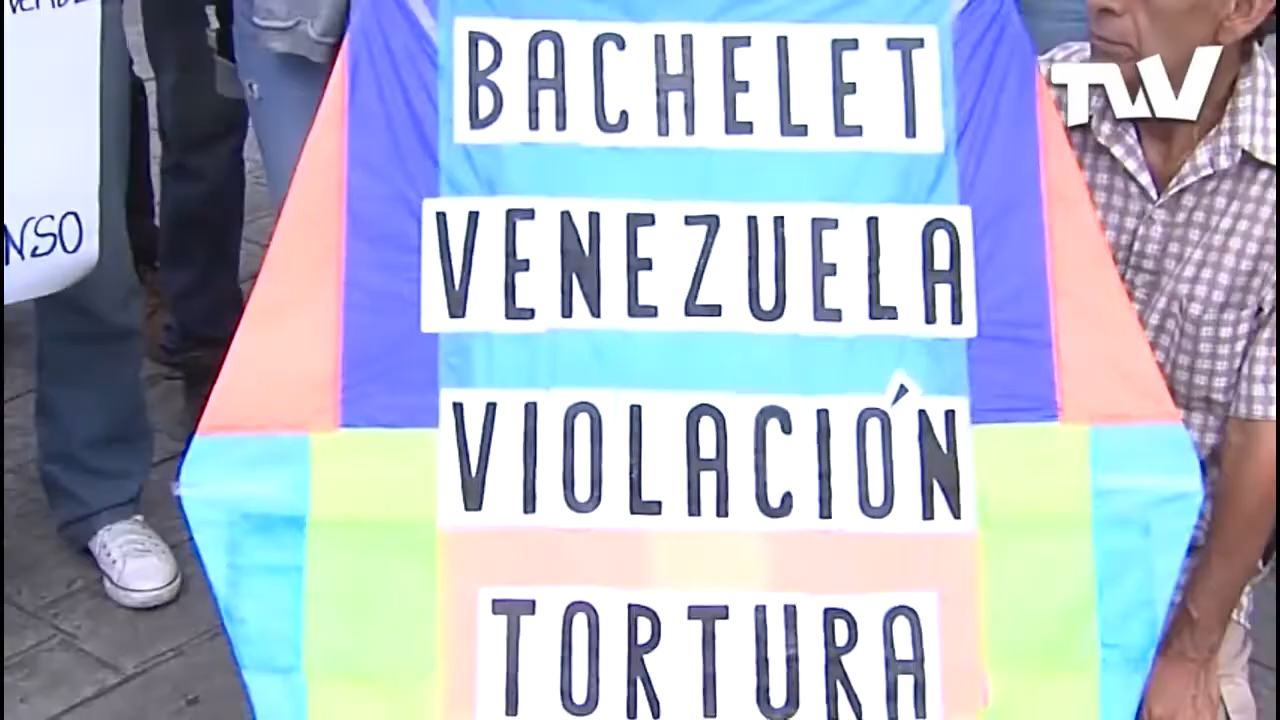 BACHELET
VENEZUELA
VIOLACIÓN
TORTURA
NSO
TVV